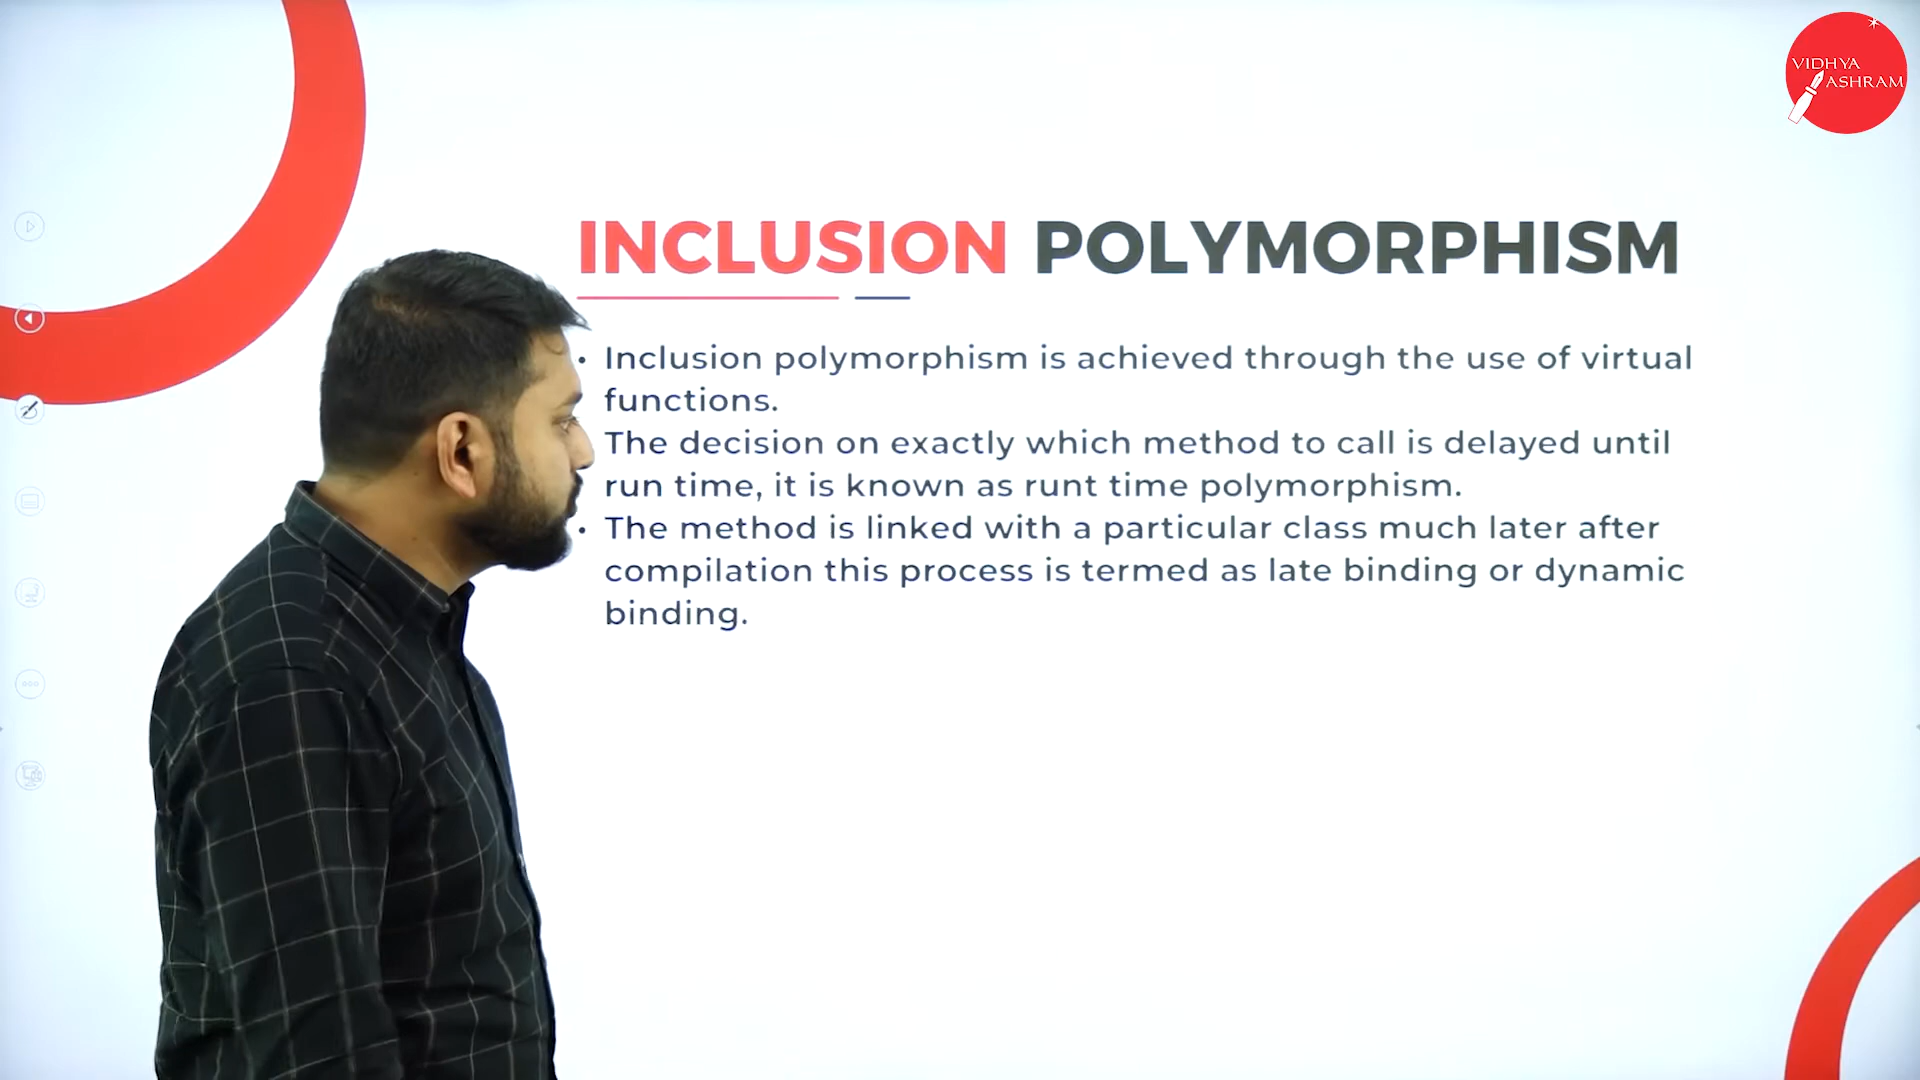 VIDHYA
ASHRAM
INCLUSION POLYMORPHISM
• Inclusion polymorphism is achieved through the use of virtual
functions.
The decision on exactly which method to call is delayed until
run time, it is known as runt time polymorphism.
• The method is linked with a particular class much later after
compilation this process is termed as late binding or dynamic
binding.